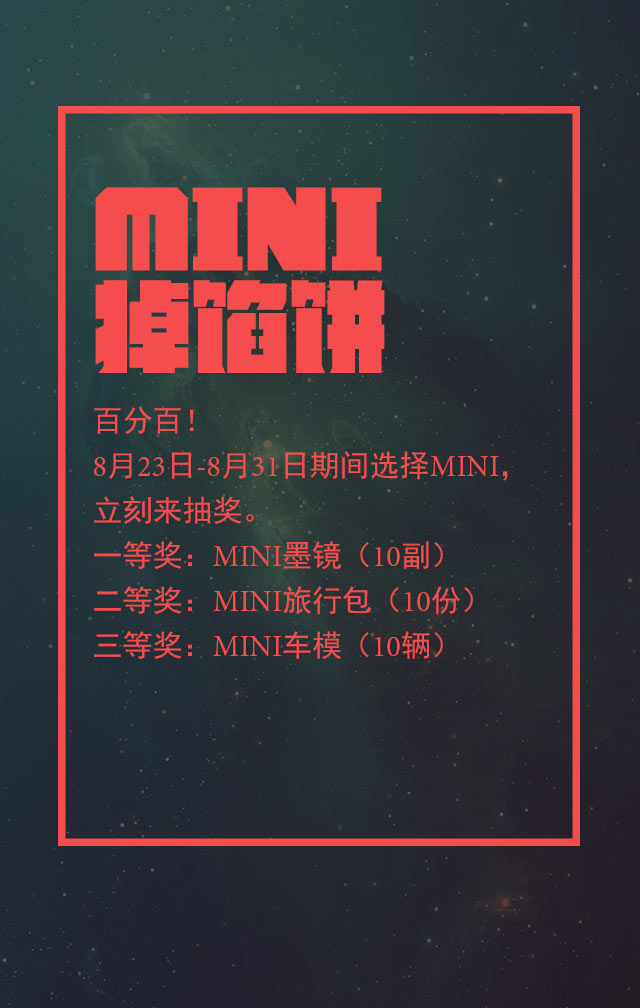 MINI
掉馅饼
百分百！
8月23日-8月31日期间选择MINI，
立刻来抽奖。
一等奖：MINI墨镜（10副）
二等奖：MINI旅行包（10份）
三等奖：MINI车模（10辆）